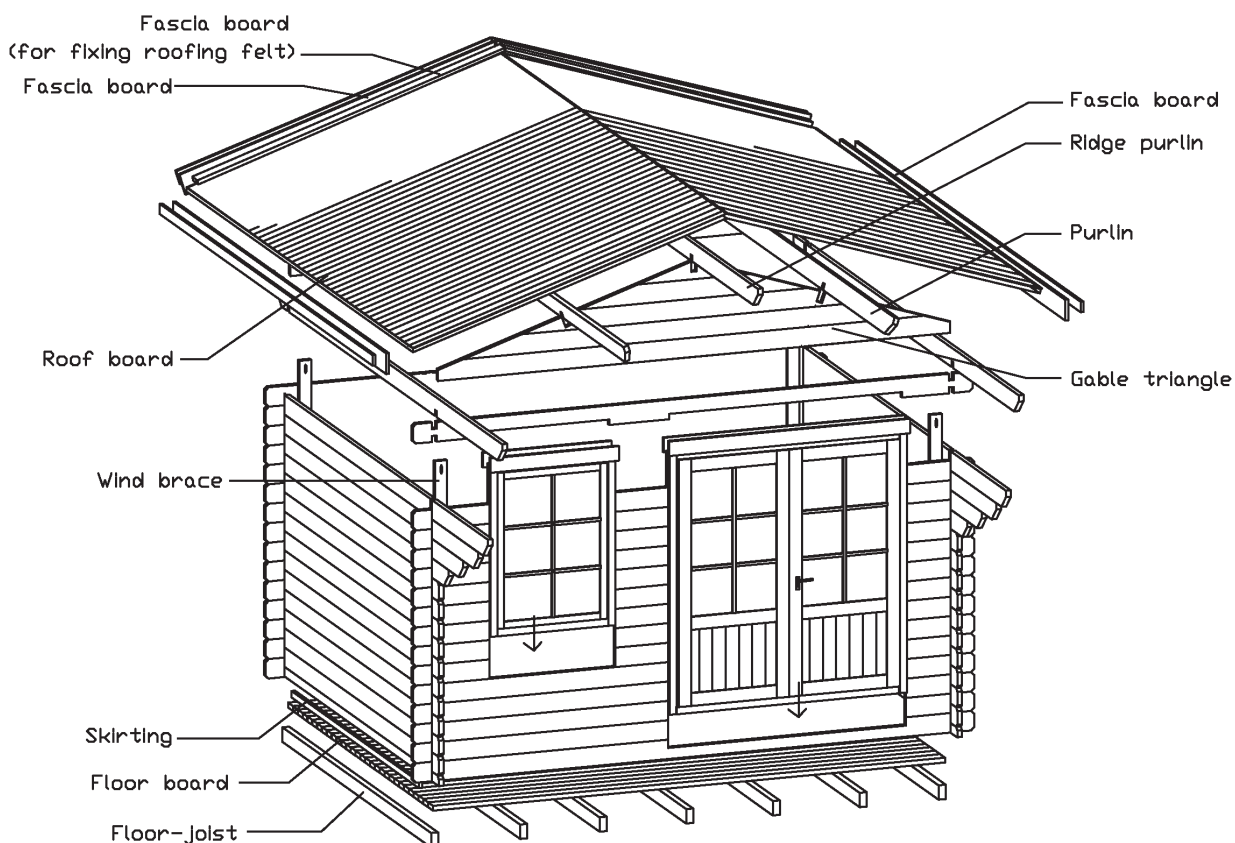 Fascia board
(for fixing roofing felt)
Fascia board
Fascia board
Ridge purlin
Purlin
Roof board
Gable triangle
Wind brace
Skirting
Floor board
Floor-joist